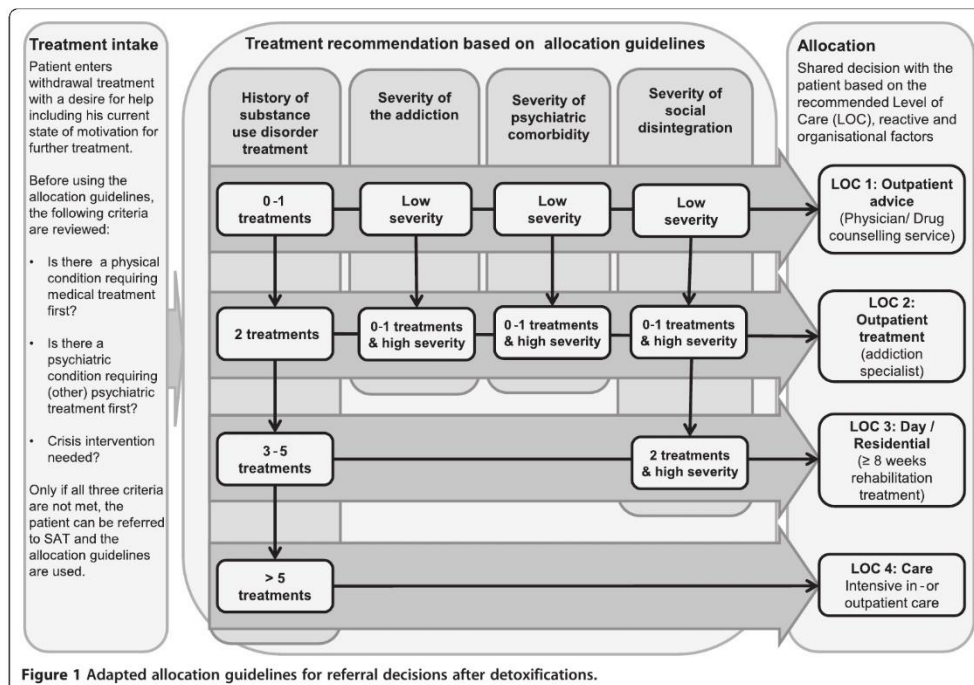 Treatment intake
Patient enters
withdrawal treatment
with a desire for help
including his current
state of motivation for
further treatment.
Before using the
allocation guidelines,
the following criteria
are reviewed:
• Is there a physical
condition requiring
medical treatment
first?
• Is there a
psychiatric
condition requiring
(other) psychiatric
treatment first?
• Crisis intervention
needed?
Only if all three criteria
are not met, the
patient can be referred
to SAT and the
allocation guidelines
are used.
Treatment recommendation based on allocation guidelines
History of
substance
use disorder
treatment
Severity of
the addiction
Severity of
psychiatric
comorbidity
Severity of
social
disintegration
0-1
treatments
Low
severity
Low
severity
Low
severity
2 treatments
0-1 treatments
& high severity
0-1 treatments
& high severity
0-1 treatments
& high severity
3-5
treatments
2 treatments
& high severity
> 5
treatments
Allocation
Shared decision with the
patient based on the
recommended Level of
Care (LOC), reactive and
organisational factors
LOC 1: Outpatient
advice
(Physician/ Drug
counselling service)
LOC 2:
Outpatient
treatment
(addiction
specialist)
LOC 3: Day /
Residential
(≥ 8 weeks
rehabilitation
treatment)
LOC 4: Care
Intensive in-or
outpatient care
Figure 1 Adapted allocation guidelines for referral decisions after detoxifications.